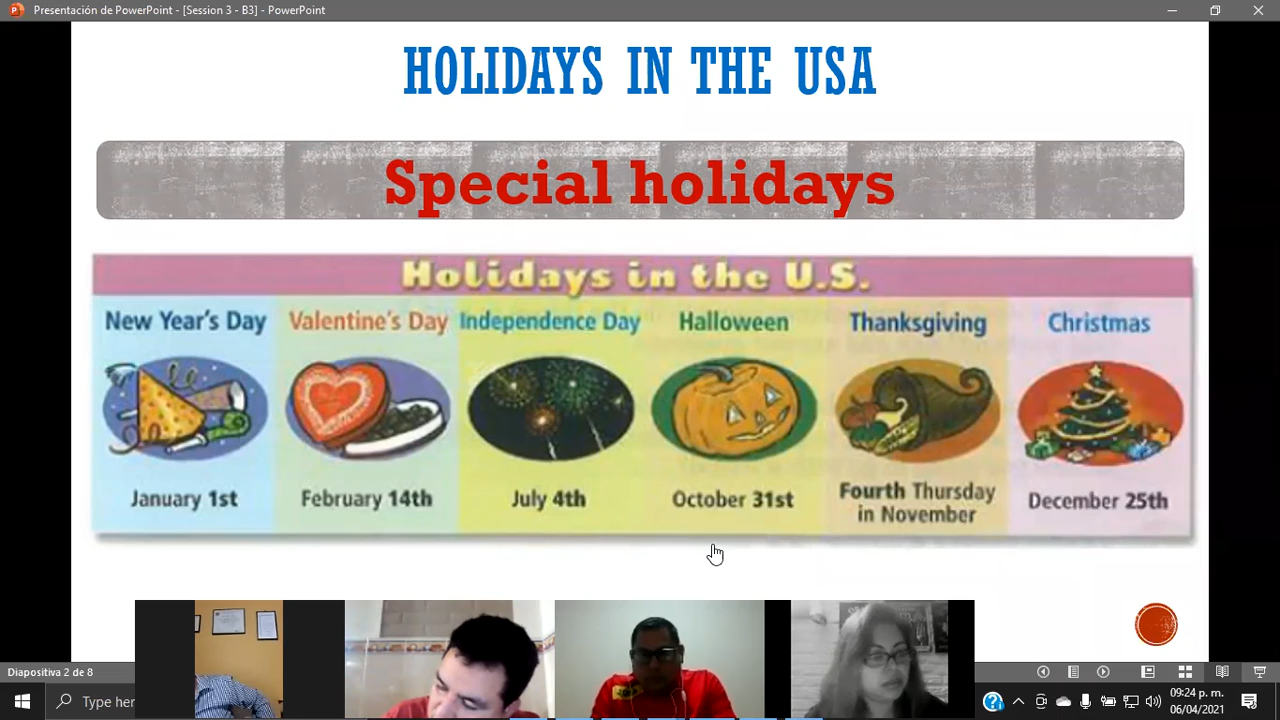 Presentación de PowerPoint - [Session 3 - B3] - PowerPoint
HOLIDAYS IN THE USA
Special holidays
Holidays in the U.S.
New Year's Day Valentine's Day Independence Day Halloween Thanksgiving Christmas
January 1st February 14th July 4th October 31st Fourth Thursday in November December 25th
Diapositiva 2 de 8
Type her
09:24 p. m.
06/04/2021